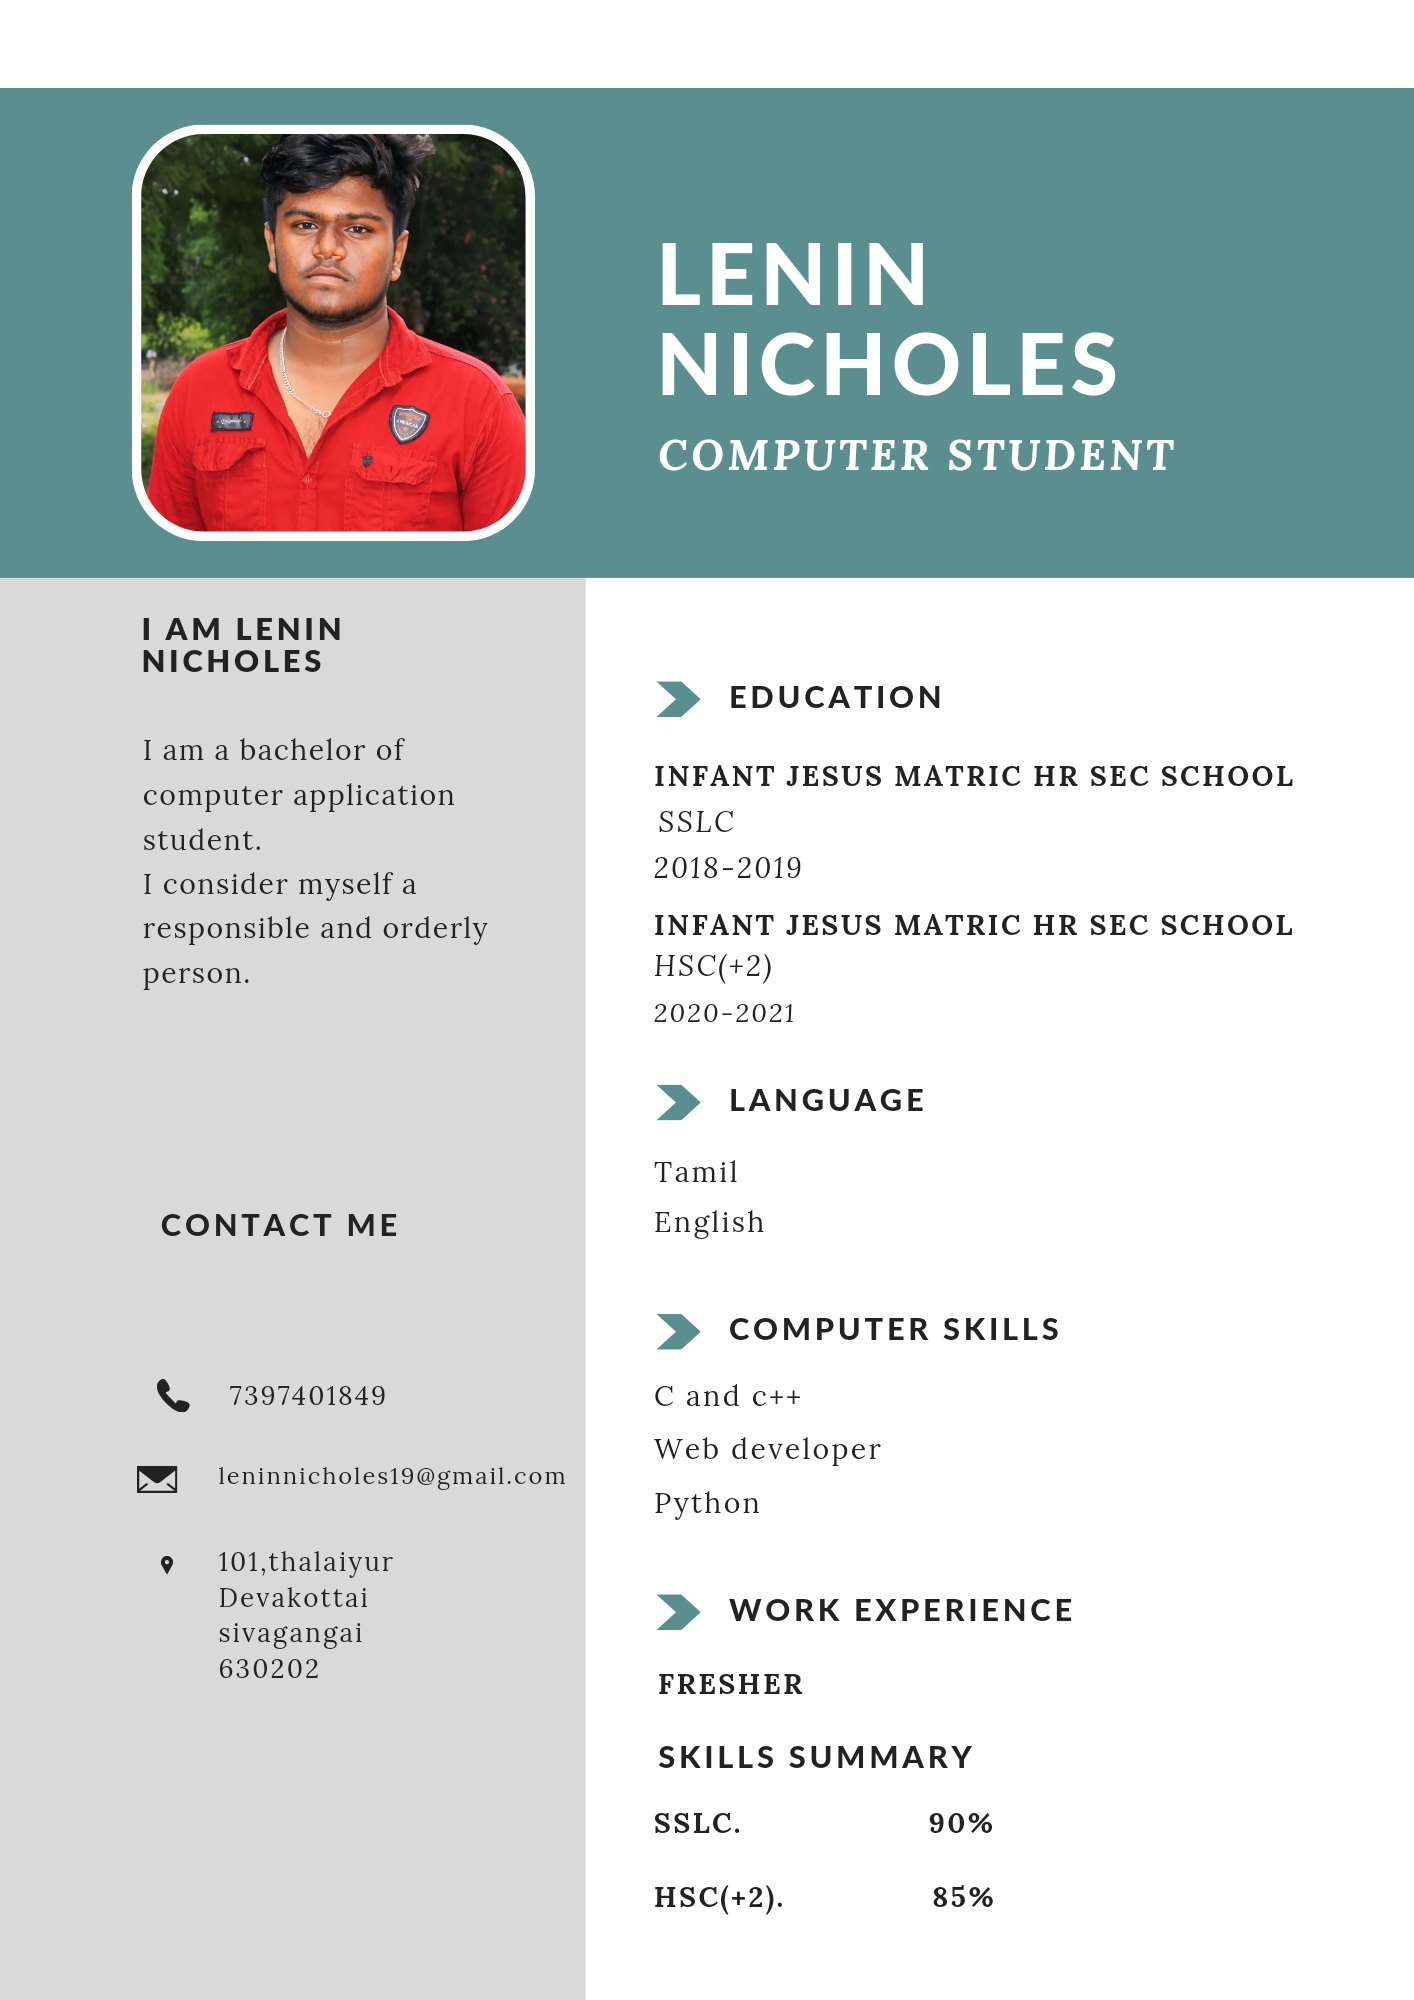 LENIN
NICHOLES
COMPUTER STUDENT
I AM LENIN
NICHOLES
I am a bachelor of
computer application
student.
I consider myself a
responsible and orderly
person.
CONTACT ME
7397401849
leninnicholes19@gmail.com
101,thalaiyur
Devakottai
sivagangai
630202
EDUCATION
INFANT JESUS MATRIC HR SEC SCHOOL
SSLC
2018-2019
INFANT JESUS MATRIC HR SEC SCHOOL
HSC(+2)
2020-2021
LANGUAGE
Tamil
English
COMPUTER SKILLS
C and c++
Web developer
Python
WORK EXPERIENCE
FRESHER
SKILLS SUMMARY
SSLC. 90%
HSC(+2). 85%